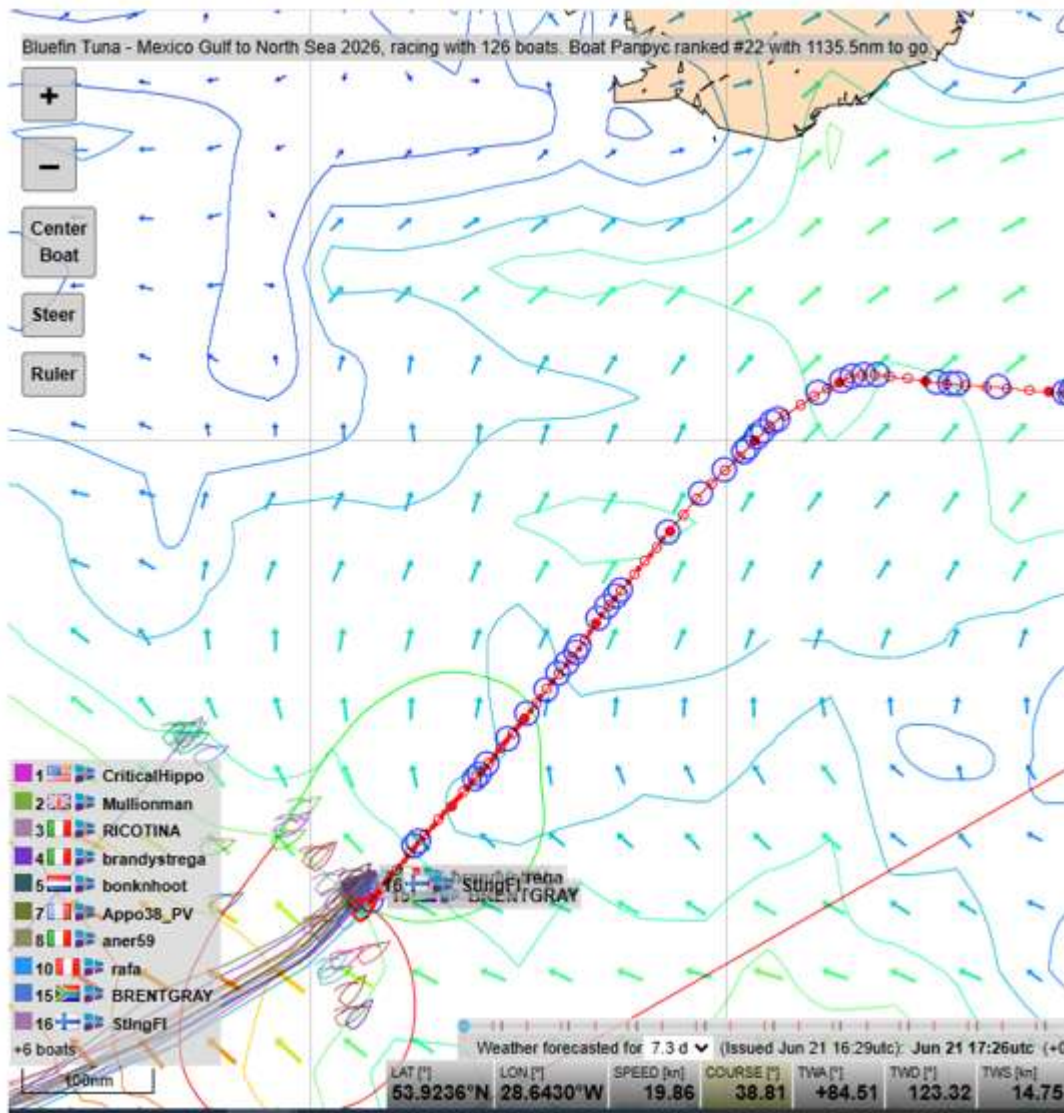 Bluefin Tuna - Mexico Gulf to North Sea 2026, racing with 126 boats. Boat Panpyc ranked #22 with 1135.5nm to go.
+
−
Center
Boat
Steer
Ruler
1 CriticalHippo
2 Mullionman
3 RICOTINA
4 brandystrega
5 bonknhoot
7 Appo38_PV
8 aner59
10 rafa
15 BRENTGRAY
16 StingFI
+6 boats
100nm
16 StingFI
BRENTGRAY
Weather forecasted for 7.3 d (Issued Jun 21 16:29utc): Jun 21 17:26utc (+0
LAT [°] LON [°] SPEED [kn] COURSE [°] TWA [°] TWD [°] TWS [kn]
53.9236°N 28.6430°W 19.86 38.81 +84.51 123.32 14.75